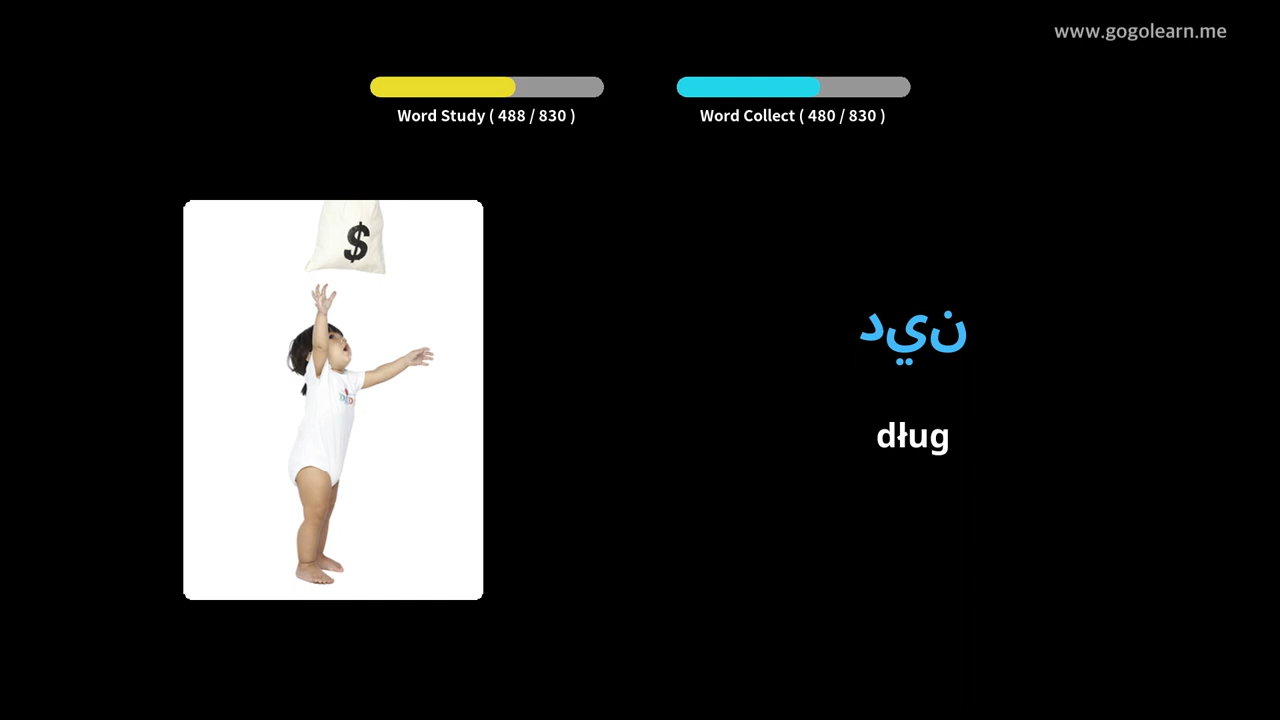 www.gogolearn.me
Word Study ( 488 / 830 )
Word Collect ( 480 / 830 )
$
دين
dług